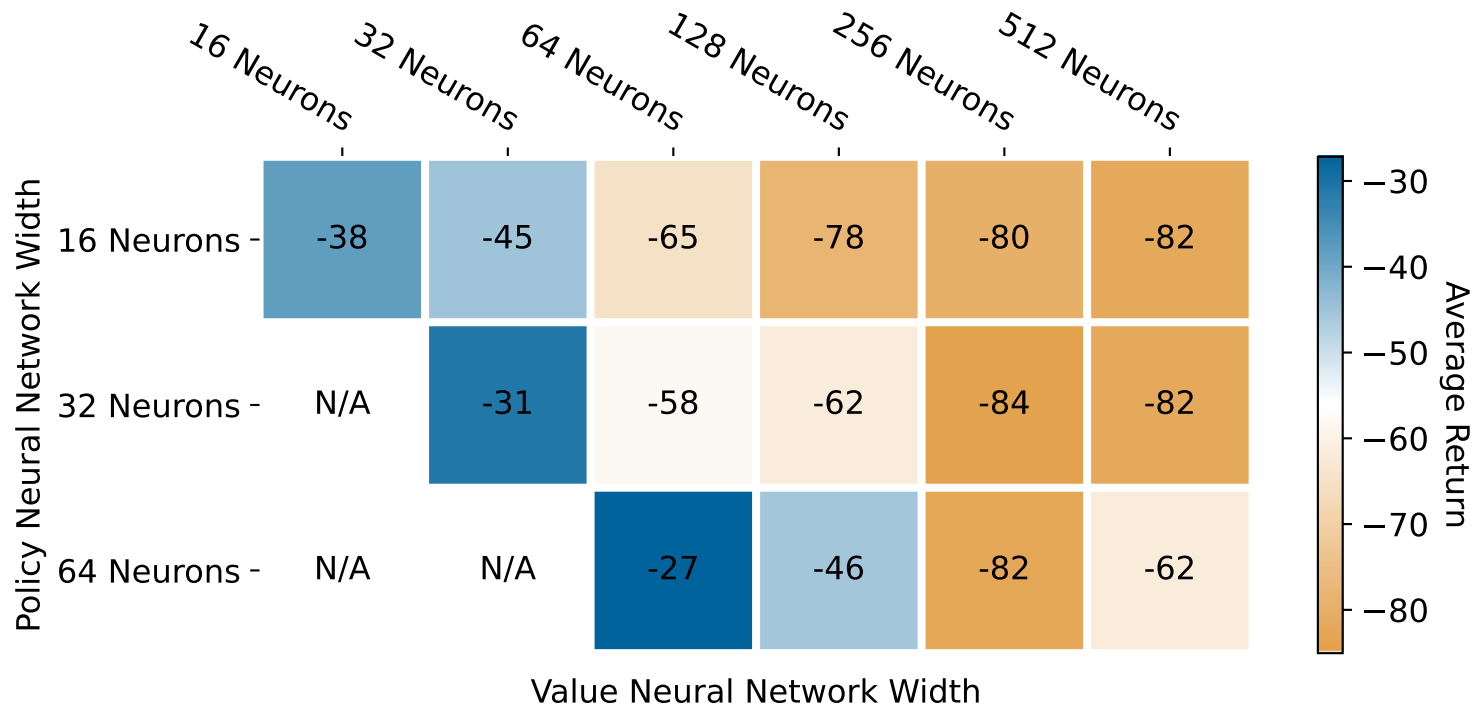 16 Neurons
32 Neurons
64 Neurons
128 Neurons
256 Neurons
512 Neurons
Policy Neural Network Width
16 Neurons
-38
-45
-65
-78
-80
-82
32 Neurons
N/A
-31
-58
-62
-84
-82
64 Neurons
N/A
N/A
-27
-46
-82
-62
Value Neural Network Width
−30
−40
−50
−60
−70
−80
Average Return